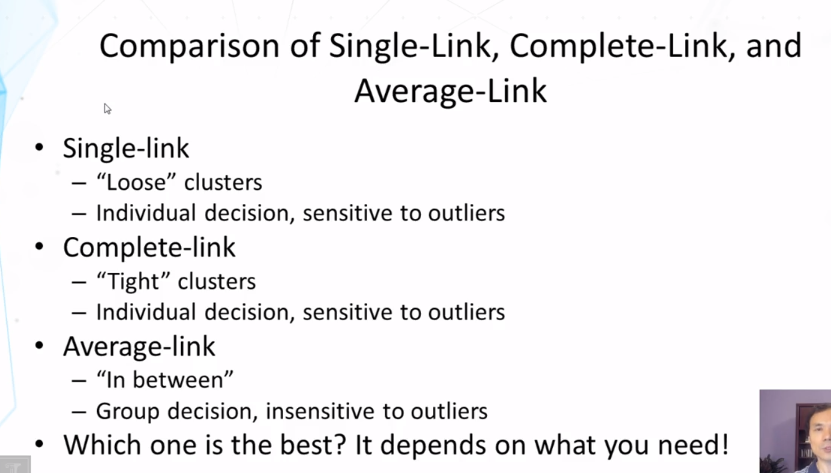 Comparison of Single-Link, Complete-Link, and
Average-Link
• Single-link
– “Loose” clusters
– Individual decision, sensitive to outliers
• Complete-link
– “Tight” clusters
– Individual decision, sensitive to outliers
• Average-link
– “In between”
– Group decision, insensitive to outliers
• Which one is the best? It depends on what you need!